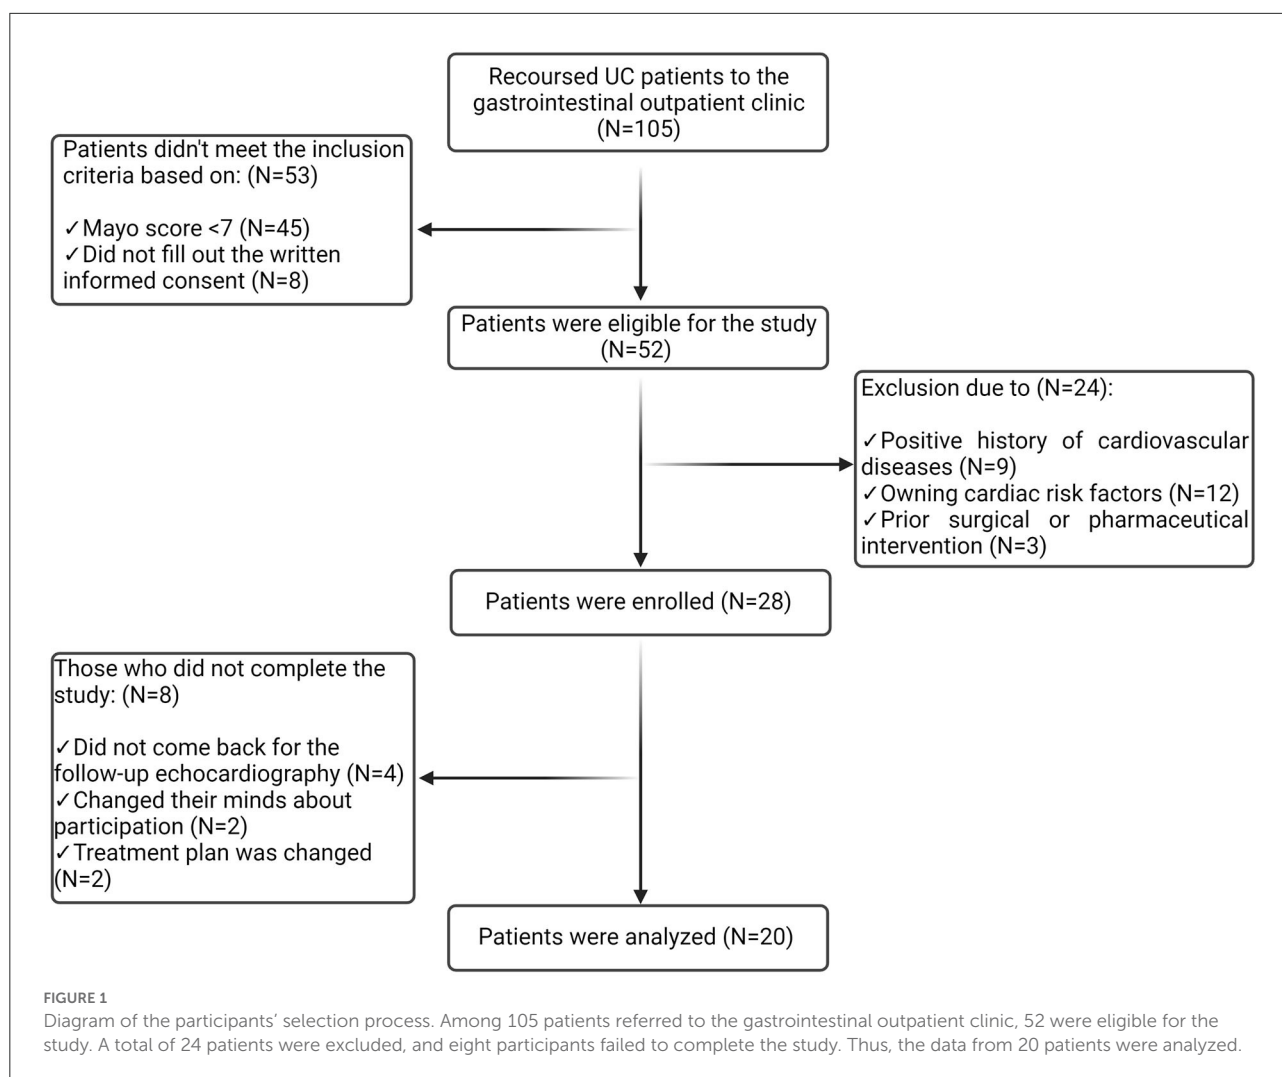 Recoursed UC patients to the
gastrointestinal outpatient clinic
(N=105)
Patients didn't meet the inclusion
criteria based on: (N=53)
✓Mayo score <7 (N=45)
✓Did not fill out the written
informed consent (N=8)
Patients were eligible for the study
(N=52)
Exclusion due to (N=24):
✓Positive history of cardiovascular
diseases (N=9)
✓Owning cardiac risk factors (N=12)
✓Prior surgical or pharmaceutical
intervention (N=3)
Patients were enrolled (N=28)
Those who did not complete the
study: (N=8)
✓Did not come back for the
follow-up echocardiography (N=4)
✓Changed their minds about
participation (N=2)
✓Treatment plan was changed
(N=2)
Patients were analyzed (N=20)
FIGURE 1
Diagram of the participants’ selection process. Among 105 patients referred to the gastrointestinal outpatient clinic, 52 were eligible for the
study. A total of 24 patients were excluded, and eight participants failed to complete the study. Thus, the data from 20 patients were analyzed.